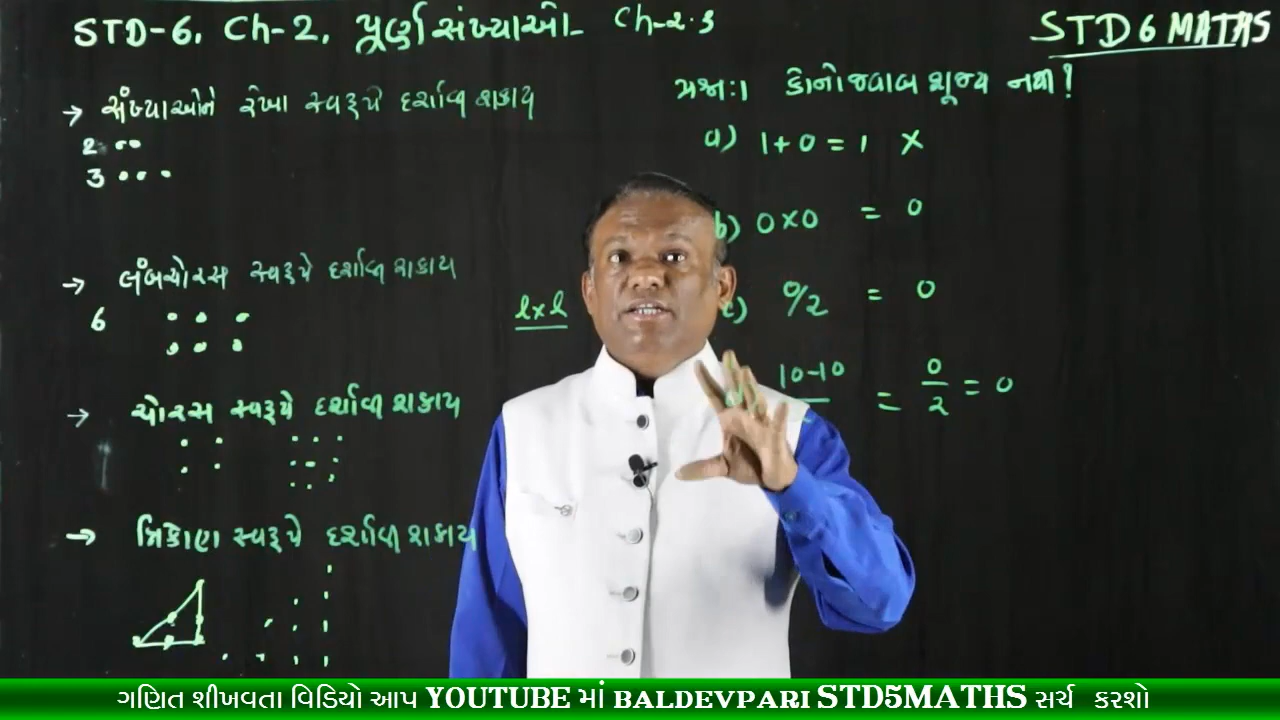 STD-6. Ch-2. પૂર્ણ સંખ્યાઓ Ch-2.3
STD 6 MATHS
→ સંખ્યાઓને રેખા સ્વરૂપે દર્શાવી શકાય
2 ••
3 •••
→ લંબચોરસ સ્વરૂપે દર્શાવી શકાય
6
→ ચોરસ સ્વરૂપે દર્શાવી શકાય
→ ત્રિકોણ સ્વરૂપે દર્શાવી શકાય
l×l
પ્રશ્ન:1 કોનો જવાબ શૂન્ય નથી?
a) 1+0 = 1 ×
b) 0×0 = 0
c) 0/2 = 0
10-10 = 0/2 = 0
ગણિત શીખવતા વિડિયો આપ YOUTUBE માં BALDEVPARI STD5MATHS સર્ચ કરશો